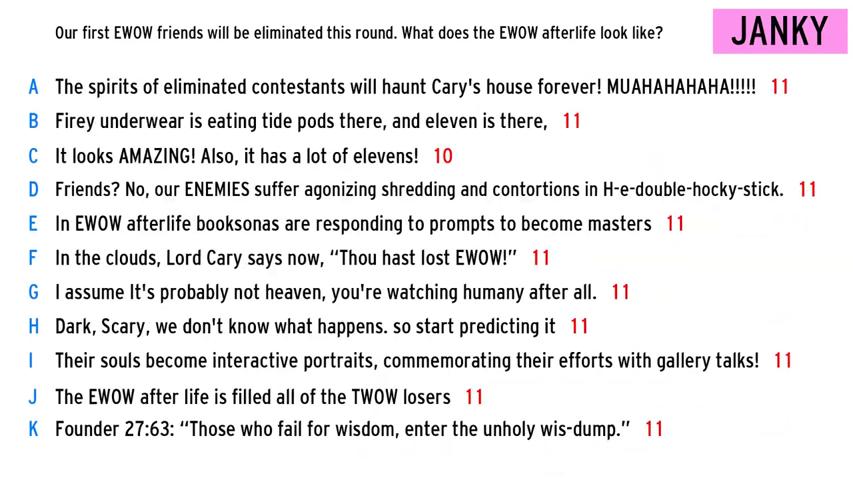 Our first EWOW friends will be eliminated this round. What does the EWOW afterlife look like?
JANKY
A The spirits of eliminated contestants will haunt Cary's house forever! MUAHAHAHAHA!!!!! 11
B Firey underwear is eating tide pods there, and eleven is there, 11
C It looks AMAZING! Also, it has a lot of elevens! 10
D Friends? No, our ENEMIES suffer agonizing shredding and contortions in H-e-double-hocky-stick. 11
E In EWOW afterlife booksonas are responding to prompts to become masters 11
F In the clouds, Lord Cary says now, “Thou hast lost EWOW!” 11
G I assume It's probably not heaven, you're watching humany after all. 11
H Dark, Scary, we don't know what happens. so start predicting it 11
I Their souls become interactive portraits, commemorating their efforts with gallery talks! 11
J The EWOW after life is filled all of the TWOW losers 11
K Founder 27:63: “Those who fail for wisdom, enter the unholy wis-dump.” 11